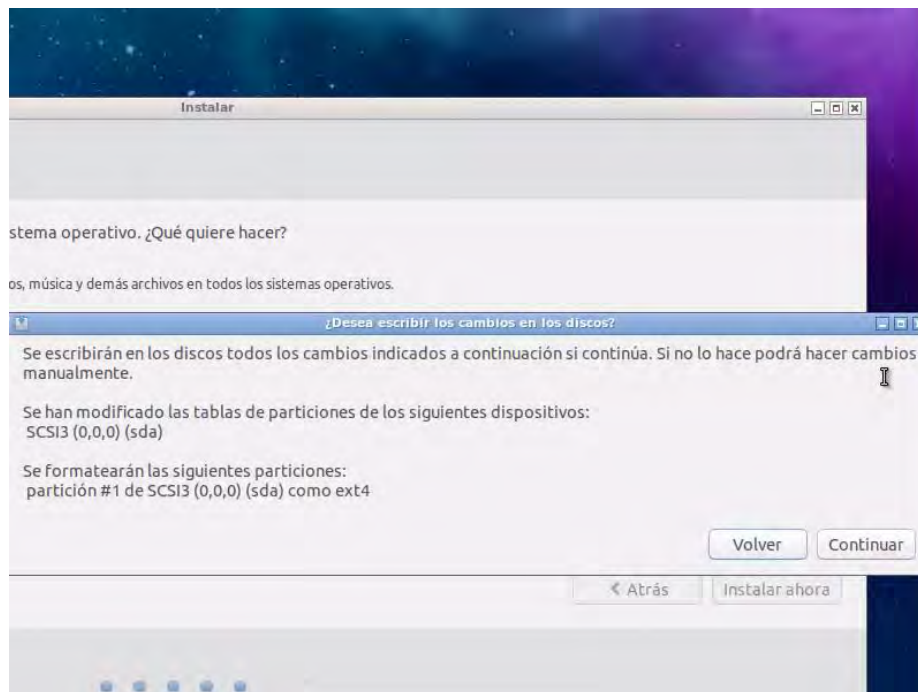 Instalar
stema operativo. ¿Qué quiere hacer?
os, música y demás archivos en todos los sistemas operativos.
¿Desea escribir los cambios en los discos?
Se escribirán en los discos todos los cambios indicados a continuación si continúa. Si no lo hace podrá hacer cambios
manualmente.
Se han modificado las tablas de particiones de los siguientes dispositivos:
SCSI3 (0,0,0) (sda)
Se formatearán las siguientes particiones:
partición #1 de SCSI3 (0,0,0) (sda) como ext4
Volver Continuar
Atrás Instalar ahora